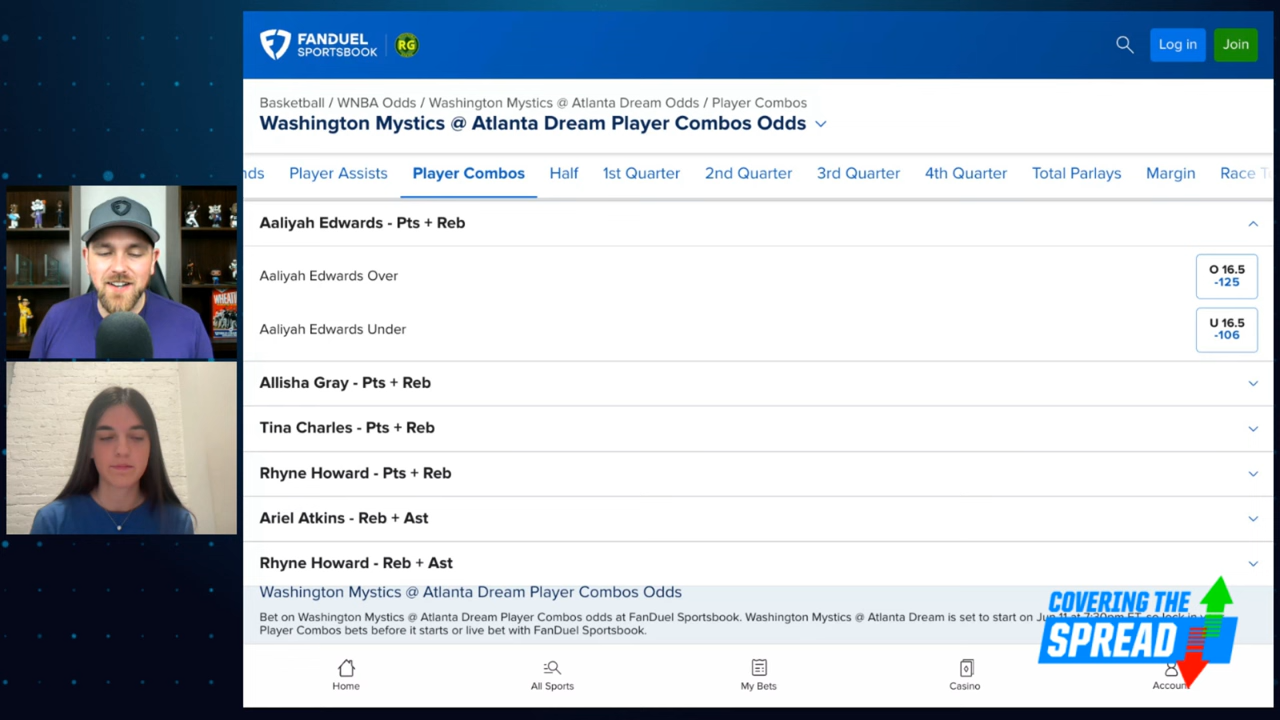 FANDUEL
SPORTSBOOK
RG
Log in
Join
Basketball / WNBA Odds / Washington Mystics @ Atlanta Dream Odds / Player Combos
Washington Mystics @ Atlanta Dream Player Combos Odds
nds Player Assists Player Combos Half 1st Quarter 2nd Quarter 3rd Quarter 4th Quarter Total Parlays Margin Race T
Aaliyah Edwards - Pts + Reb
Aaliyah Edwards Over
O 16.5
-125
Aaliyah Edwards Under
U 16.5
-106
Allisha Gray - Pts + Reb
Tina Charles - Pts + Reb
Rhyne Howard - Pts + Reb
Ariel Atkins - Reb + Ast
Rhyne Howard - Reb + Ast
Washington Mystics @ Atlanta Dream Player Combos Odds
Bet on Washington Mystics @ Atlanta Dream Player Combos odds at FanDuel Sportsbook. Washington Mystics @ Atlanta Dream is set to start on
Player Combos bets before it starts or live bet with FanDuel Sportsbook.
COVERING THE
SPREAD
Home
All Sports
My Bets
Casino
Account
WHEATIES